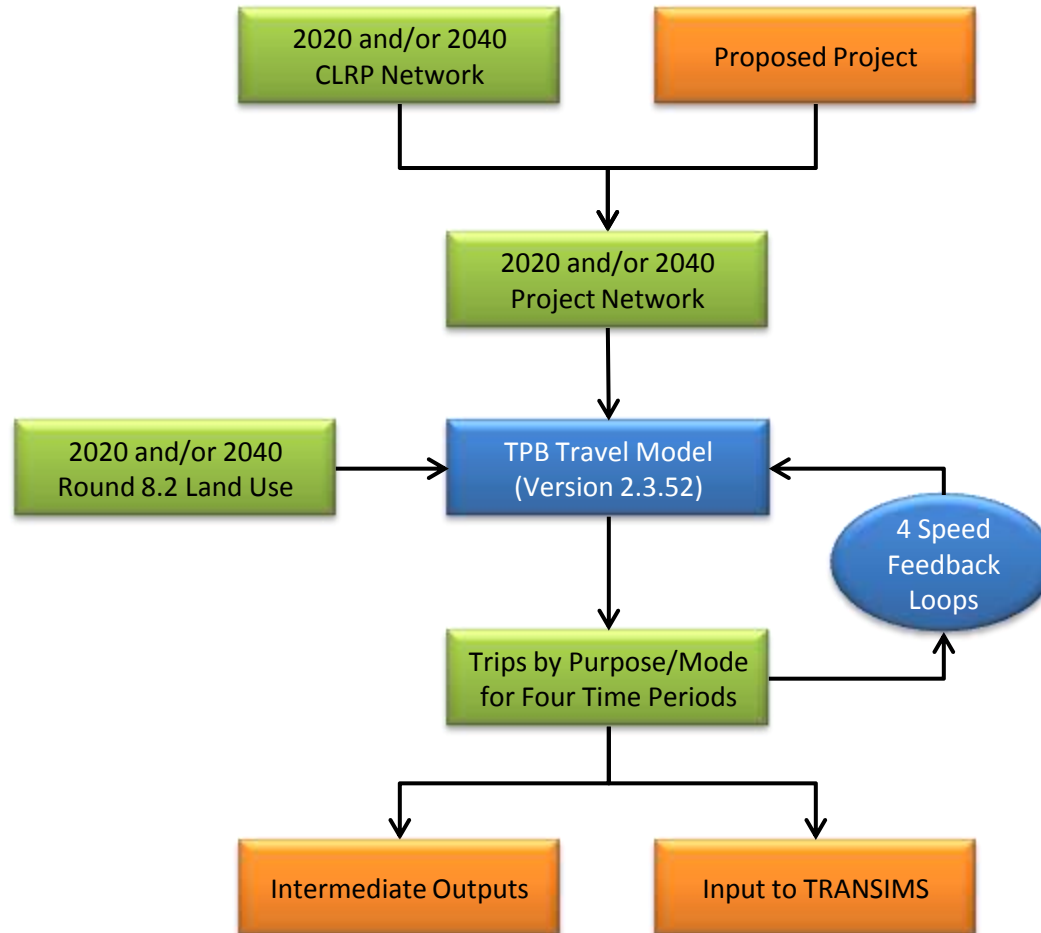 2020 and/or 2040
CLRP Network
Proposed Project
2020 and/or 2040
Project Network
2020 and/or 2040
Round 8.2 Land Use
TPB Travel Model
(Version 2.3.52)
4 Speed
Feedback
Loops
Trips by Purpose/Mode
for Four Time Periods
Intermediate Outputs
Input to TRANSIMS